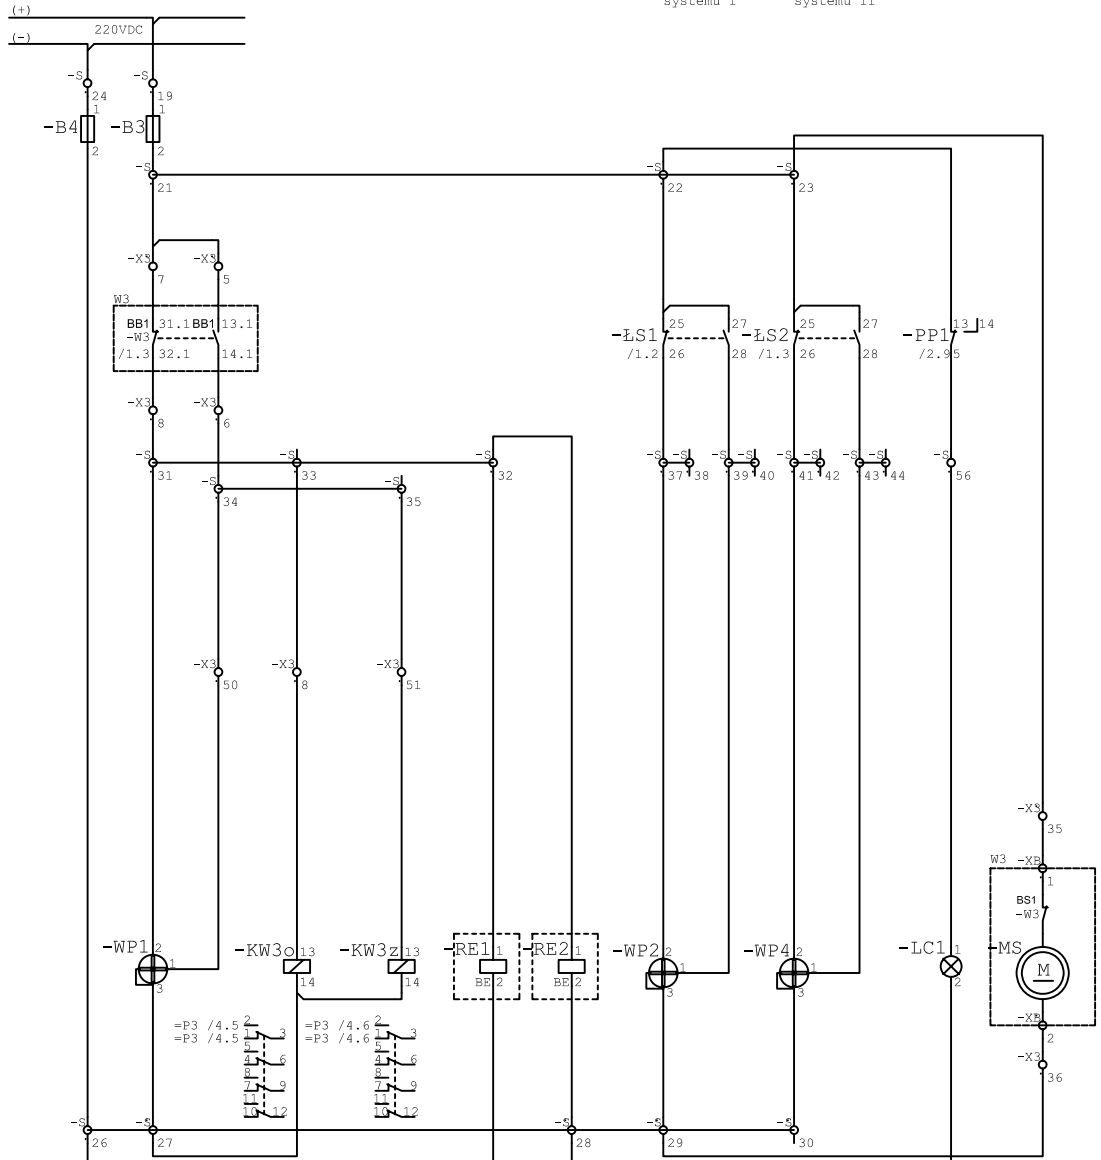 systemu I systemu II
(+)
220VDC
(-)
-S -S
24 19
1 1
-B4 -B3
2 2
-S -S -S
21 22 23
-X3 -X3
7 5
W3
BB1 31.1 BB1 13.1 25 27 25 27 13 14
-W3 -ŁS1 -ŁS2 -PP1
/1.3 32.1 14.1 /1.2 26 28 /1.3 26 28 /2.9 5
-X3 -X3
8 6
-S -S -S -S -S -S -S -S -S -S -S -S
31 33 32 37 38 39 40 41 42 43 44 56
-S -S
34 35
-X3 -X3 -X3
50 8 51
-X3
35
W3 -XB
1
BS1
-W3
-WP1 2 -KW3o 13 -KW3z 13 -RE1 1 -RE2 1 -WP2 2 -WP4 2 -LC1 1 -MS
1 1 1 M
3 14 14 BE 2 BE 2 3 3 2
=P3 /4.5 2 =P3 /4.6 2 -XB
=P3 /4.5 1 3 =P3 /4.6 1 3 2
5 5
4 6 4 6 -X3
8 8 36
7 9 7 9
11 11
10 12 10 12
-S -S -S -S -S
26 27 28 29 30